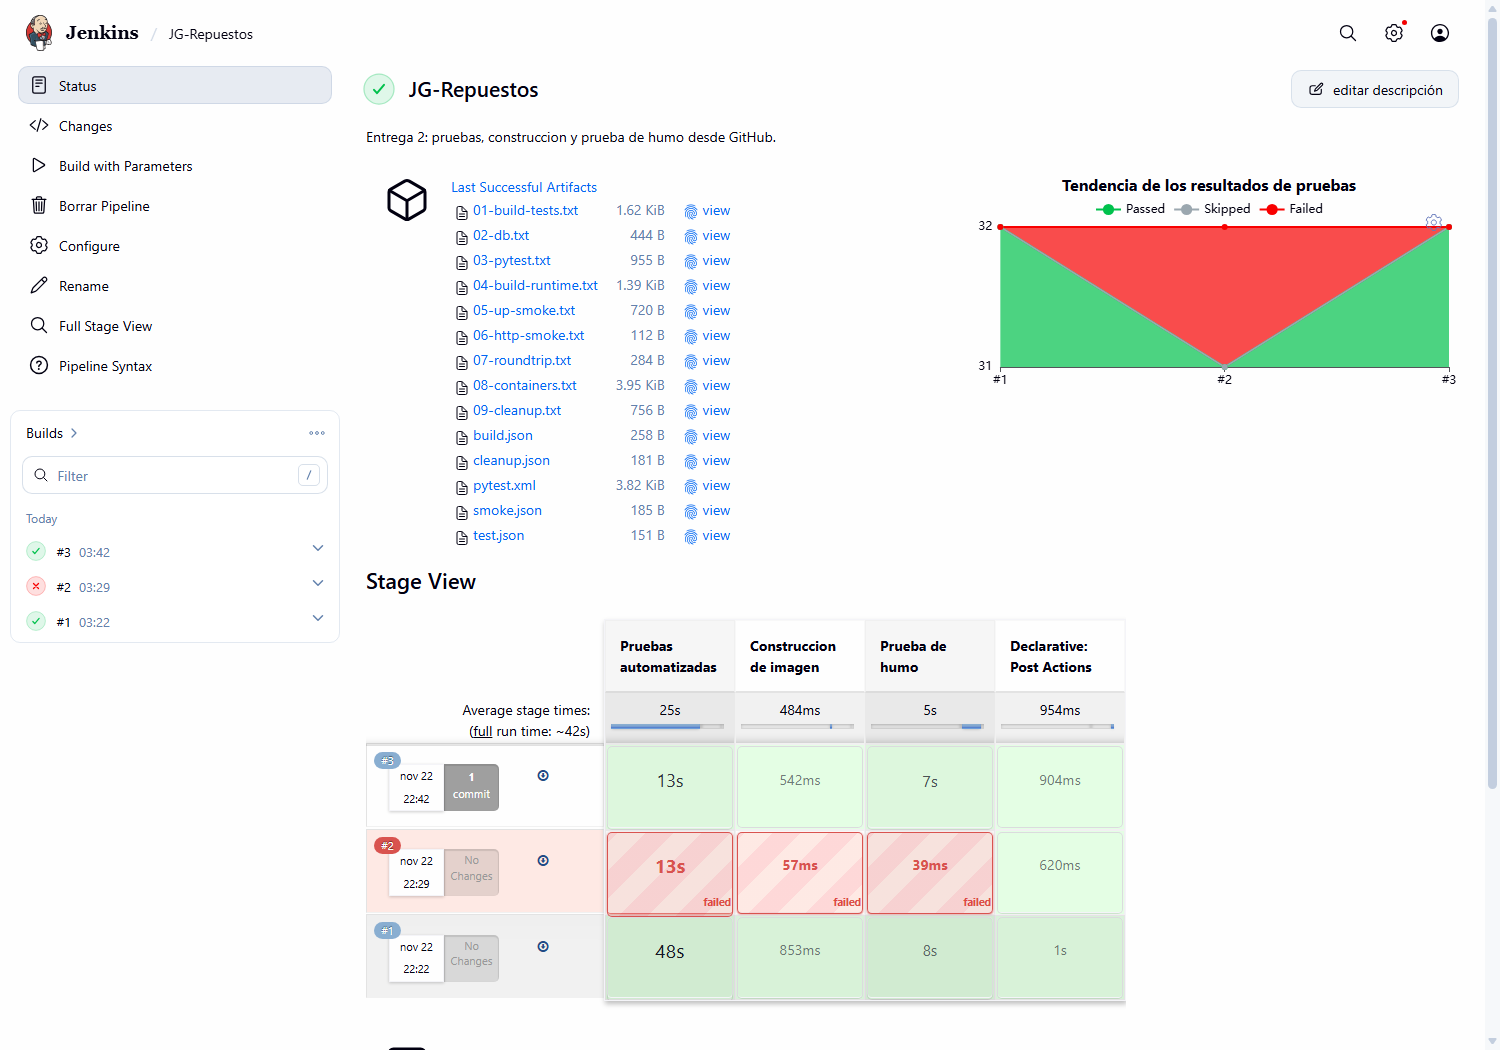 Jenkins / JG-Repuestos
Status
Changes
Build with Parameters
Borrar Pipeline
Configure
Rename
Full Stage View
Pipeline Syntax
Builds
Filter /
Today
#3 03:42
#2 03:29
#1 03:22
JG-Repuestos
editar descripción
Entrega 2: pruebas, construccion y prueba de humo desde GitHub.
Last Successful Artifacts
01-build-tests.txt 1.62 KiB view
02-db.txt 444 B view
03-pytest.txt 955 B view
04-build-runtime.txt 1.39 KiB view
05-up-smoke.txt 720 B view
06-http-smoke.txt 112 B view
07-roundtrip.txt 284 B view
08-containers.txt 3.95 KiB view
09-cleanup.txt 756 B view
build.json 258 B view
cleanup.json 181 B view
pytest.xml 3.82 KiB view
smoke.json 185 B view
test.json 151 B view
Tendencia de los resultados de pruebas
Passed Skipped Failed
32
31
#1 #2 #3
Stage View
Pruebas automatizadas
Construccion de imagen
Prueba de humo
Declarative: Post Actions
Average stage times:
(full run time: ~42s)
25s 484ms 5s 954ms
#3
nov 22
22:42
1
commit
13s 542ms 7s 904ms
#2
nov 22
22:29
No
Changes
13s 57ms 39ms 620ms
failed failed failed
#1
nov 22
22:22
No
Changes
48s 853ms 8s 1s